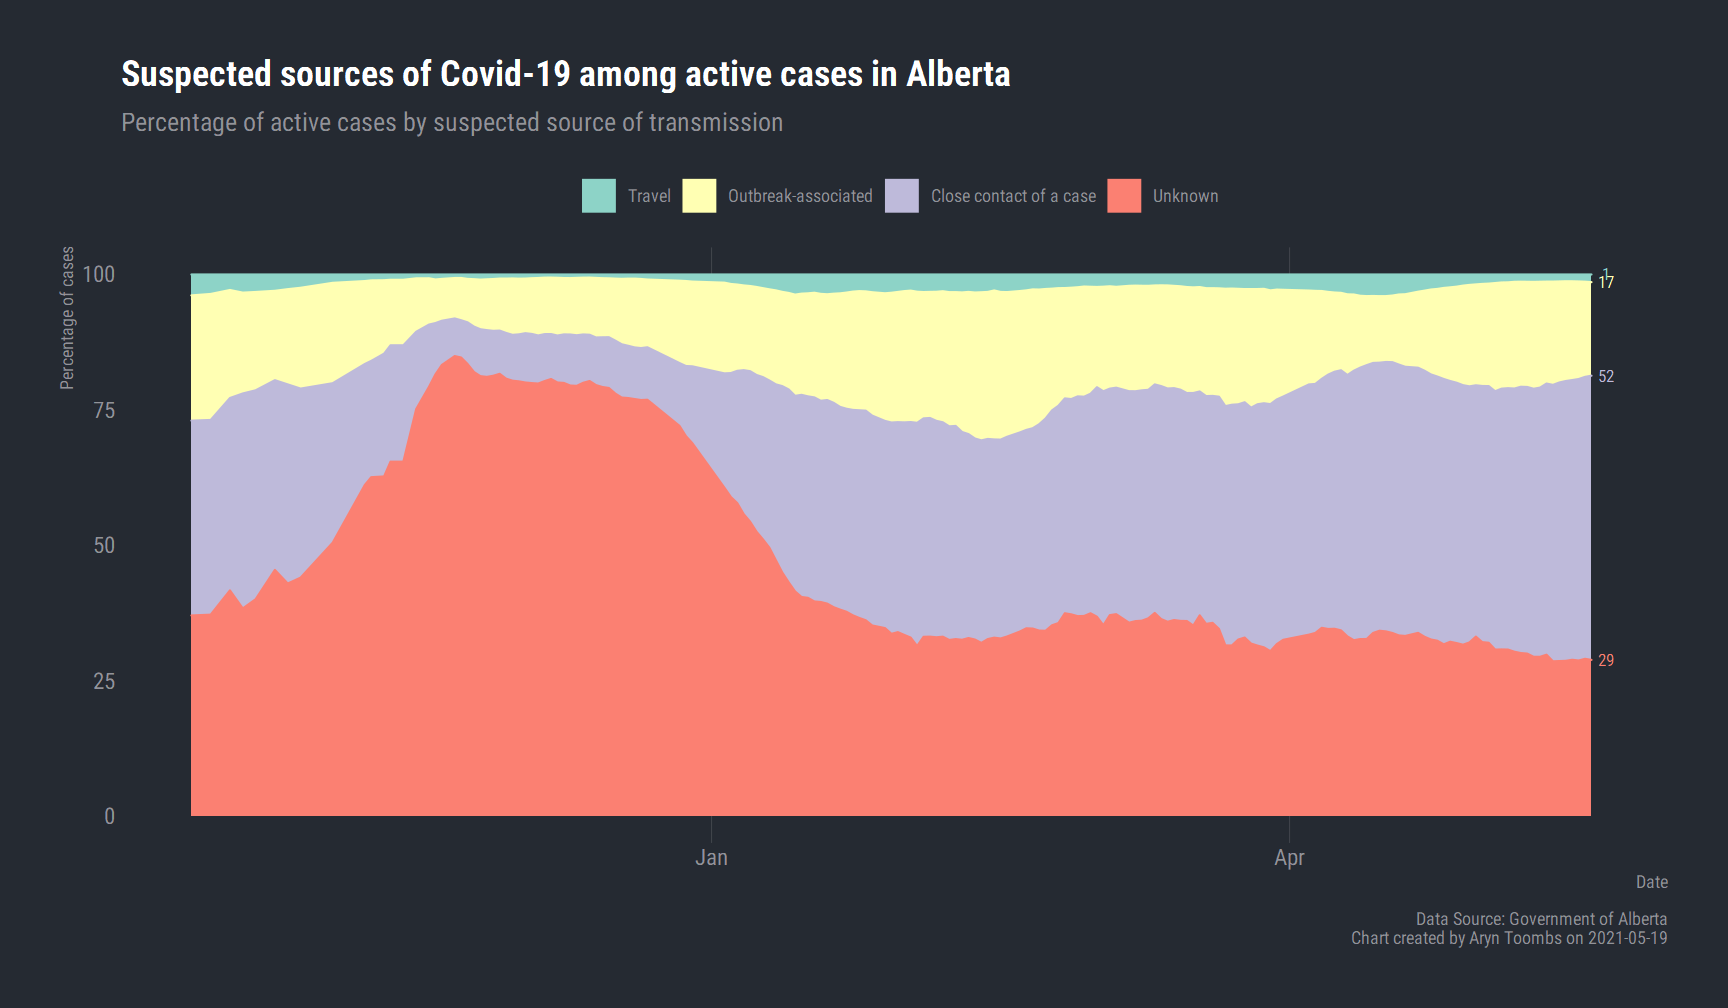 Suspected sources of Covid-19 among active cases in Alberta
Percentage of active cases by suspected source of transmission
Travel Outbreak-associated Close contact of a case Unknown
Percentage of cases
100
75
50
25
0
1
17
52
29
Jan Apr
Date
Data Source: Government of Alberta
Chart created by Aryn Toombs on 2021-05-19